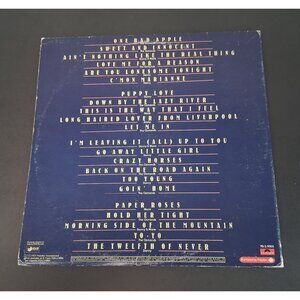 ONE BAD APPLE
SWEET AND INNOCENT
AIN'T NOTHING LIKE THE REAL THING
LOVE ME FOR A REASON
ARE YOU LONESOME TONIGHT
C'MON MARIANNE
PUPPY LOVE
DOWN BY THE LAZY RIVER
THIS IS THE WAY THAT I FEEL
LONG HAIRED LOVER FROM LIVERPOOL
LET ME IN
I'M LEAVING IT (ALL) UP TO YOU
GO AWAY LITTLE GIRL
CRAZY HORSES
BACK ON THE ROAD AGAIN
TOO YOUNG
GOIN' HOME
PAPER ROSES
HOLD HER TIGHT
MORNING SIDE OF THE MOUNTAIN
YO-YO
THE TWELFTH OF NEVER